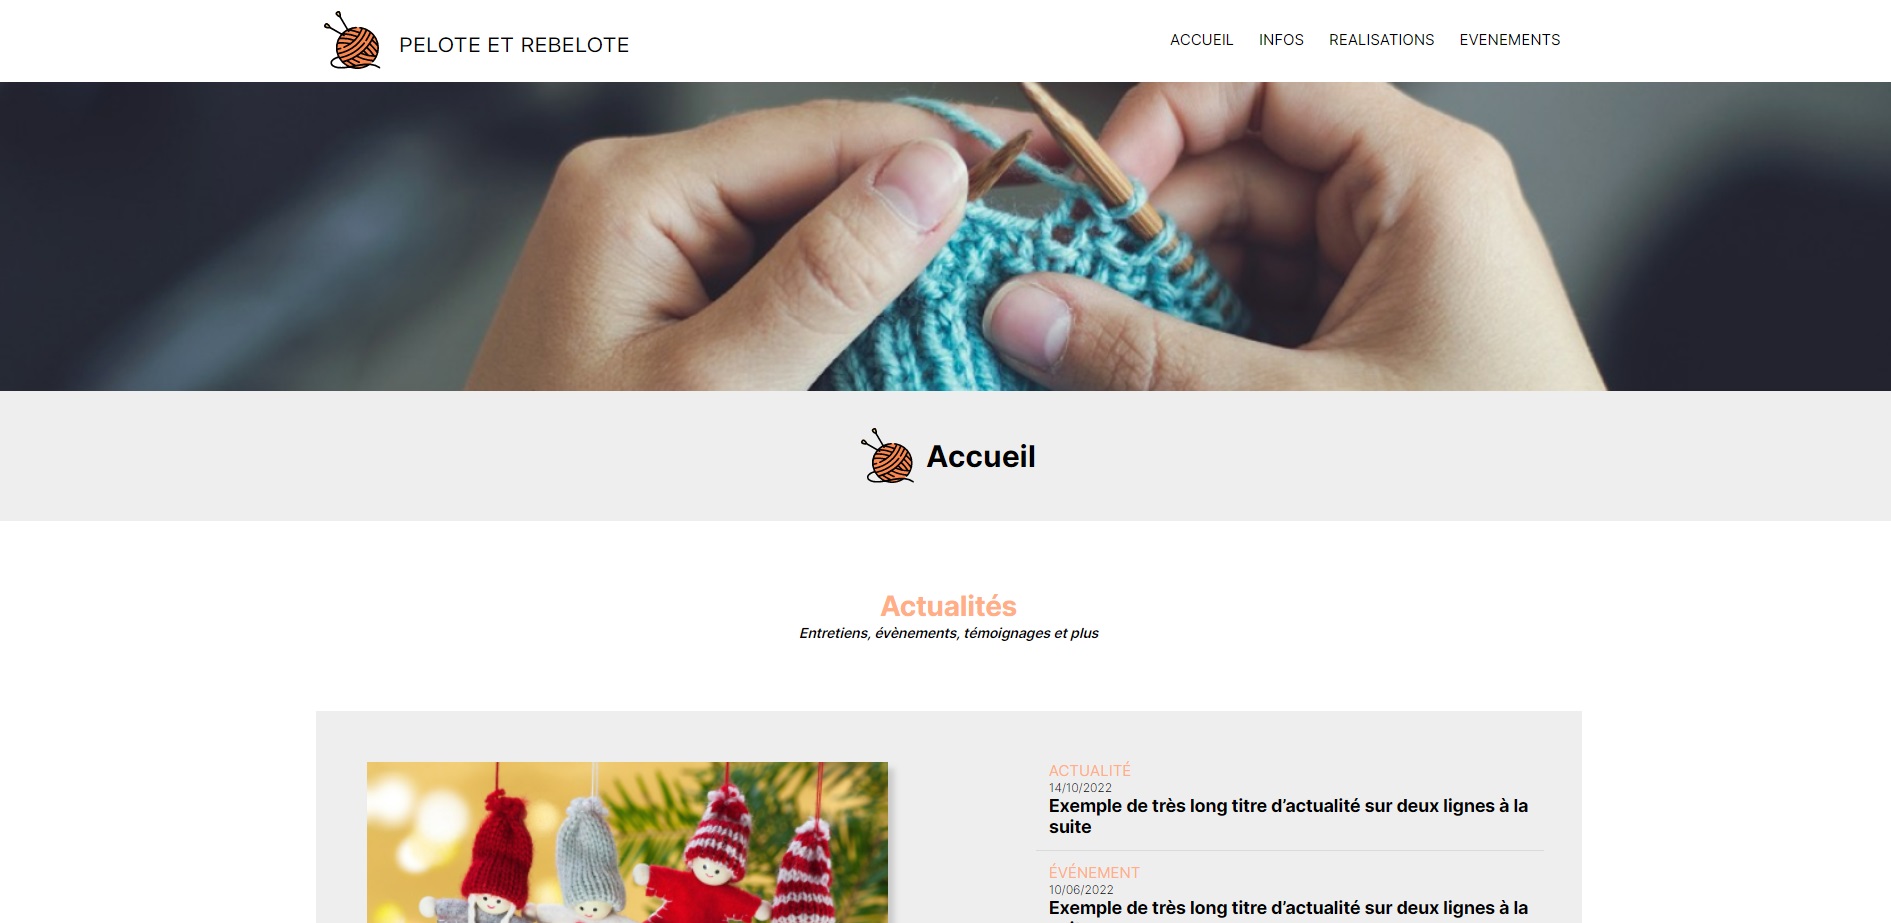 PELOTE ET REBELOTE
ACCUEIL INFOS REALISATIONS EVENEMENTS
Accueil
Actualités
Entretiens, évènements, témoignages et plus
ACTUALITÉ
14/10/2022
Exemple de très long titre d’actualité sur deux lignes à la
suite
ÉVÉNEMENT
10/06/2022
Exemple de très long titre d’actualité sur deux lignes à la